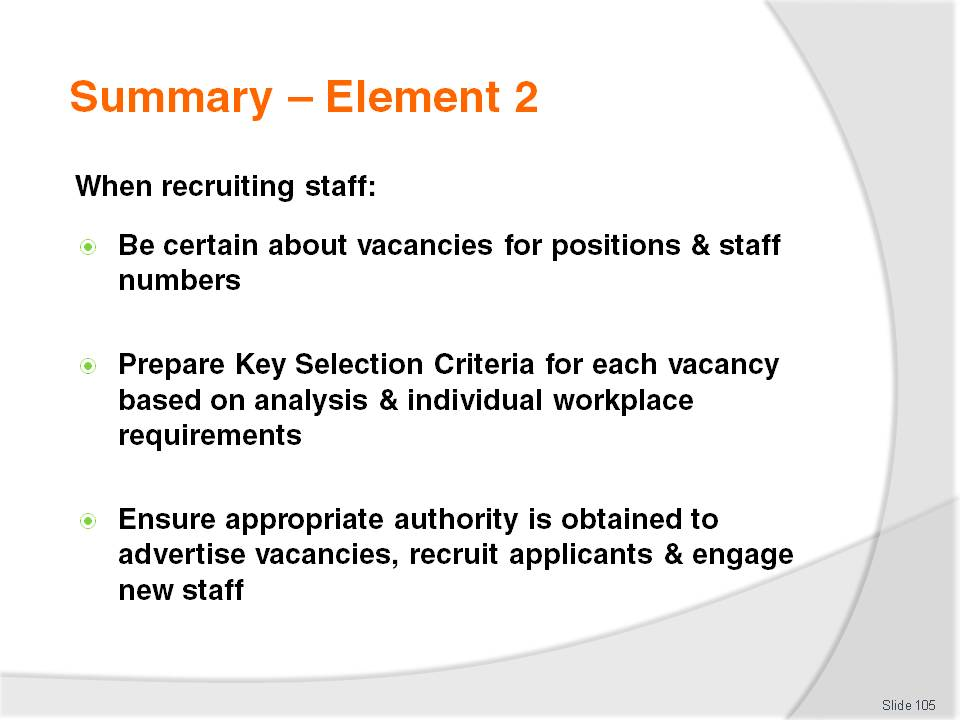 Summary – Element 2
When recruiting staff:
Be certain about vacancies for positions & staff
numbers
Prepare Key Selection Criteria for each vacancy
based on analysis & individual workplace
requirements
Ensure appropriate authority is obtained to
advertise vacancies, recruit applicants & engage
new staff
Slide 105